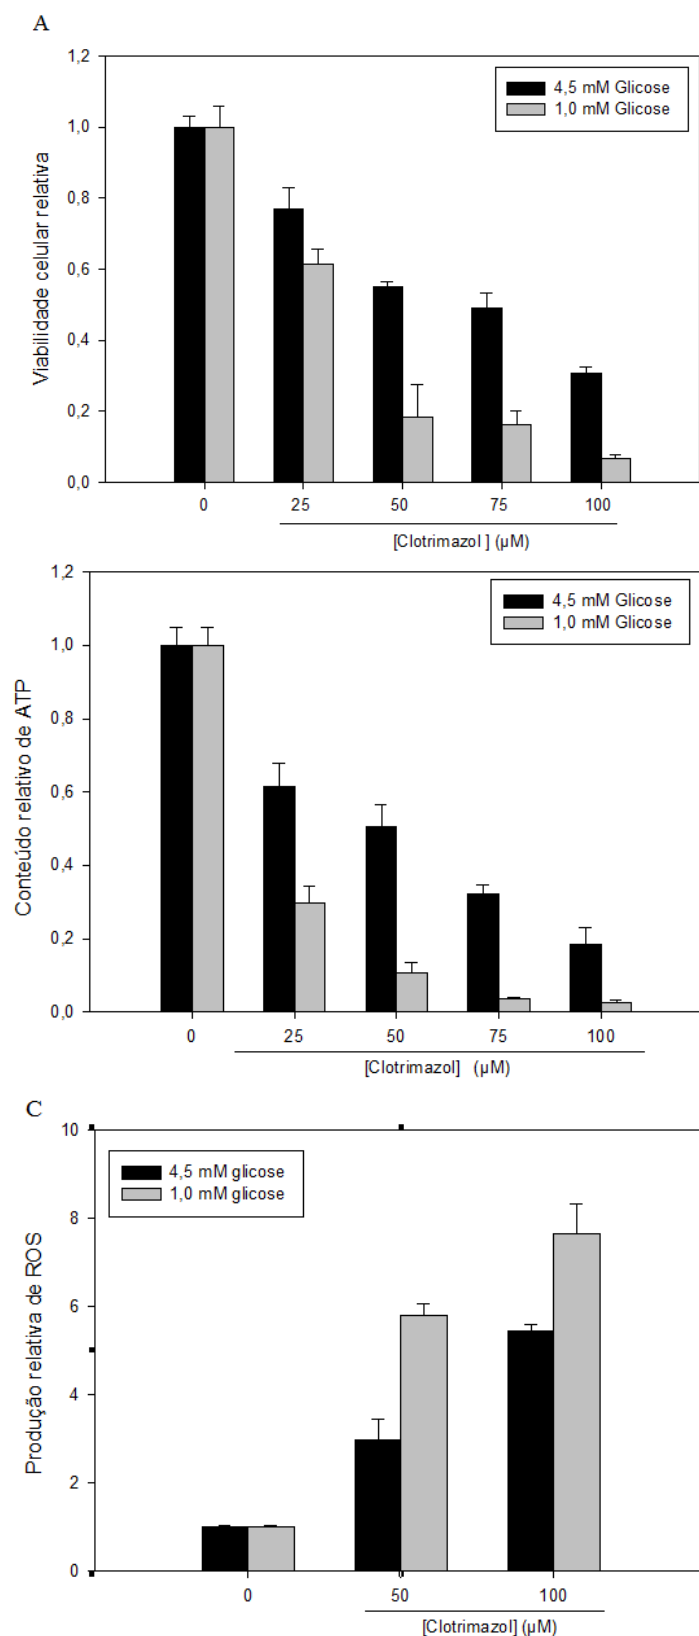 A
1,2
4,5 mM Glicose
1,0 mM Glicose
1,0
0,8
0,6
0,4
0,2
0,0
Viabilidade celular relativa
0 25 50 75 100
[Clotrimazol ] (µM)
1,2
4,5 mM Glicose
1,0 mM Glicose
1,0
0,8
0,6
0,4
0,2
0,0
Conteúdo relativo de ATP
0 25 50 75 100
[Clotrimazol] (µM)
C
10
4,5 mM glicose
1,0 mM glicose
8
6
4
2
0
Produção relativa de ROS
0 50 100
[Clotrimazol] (µM)